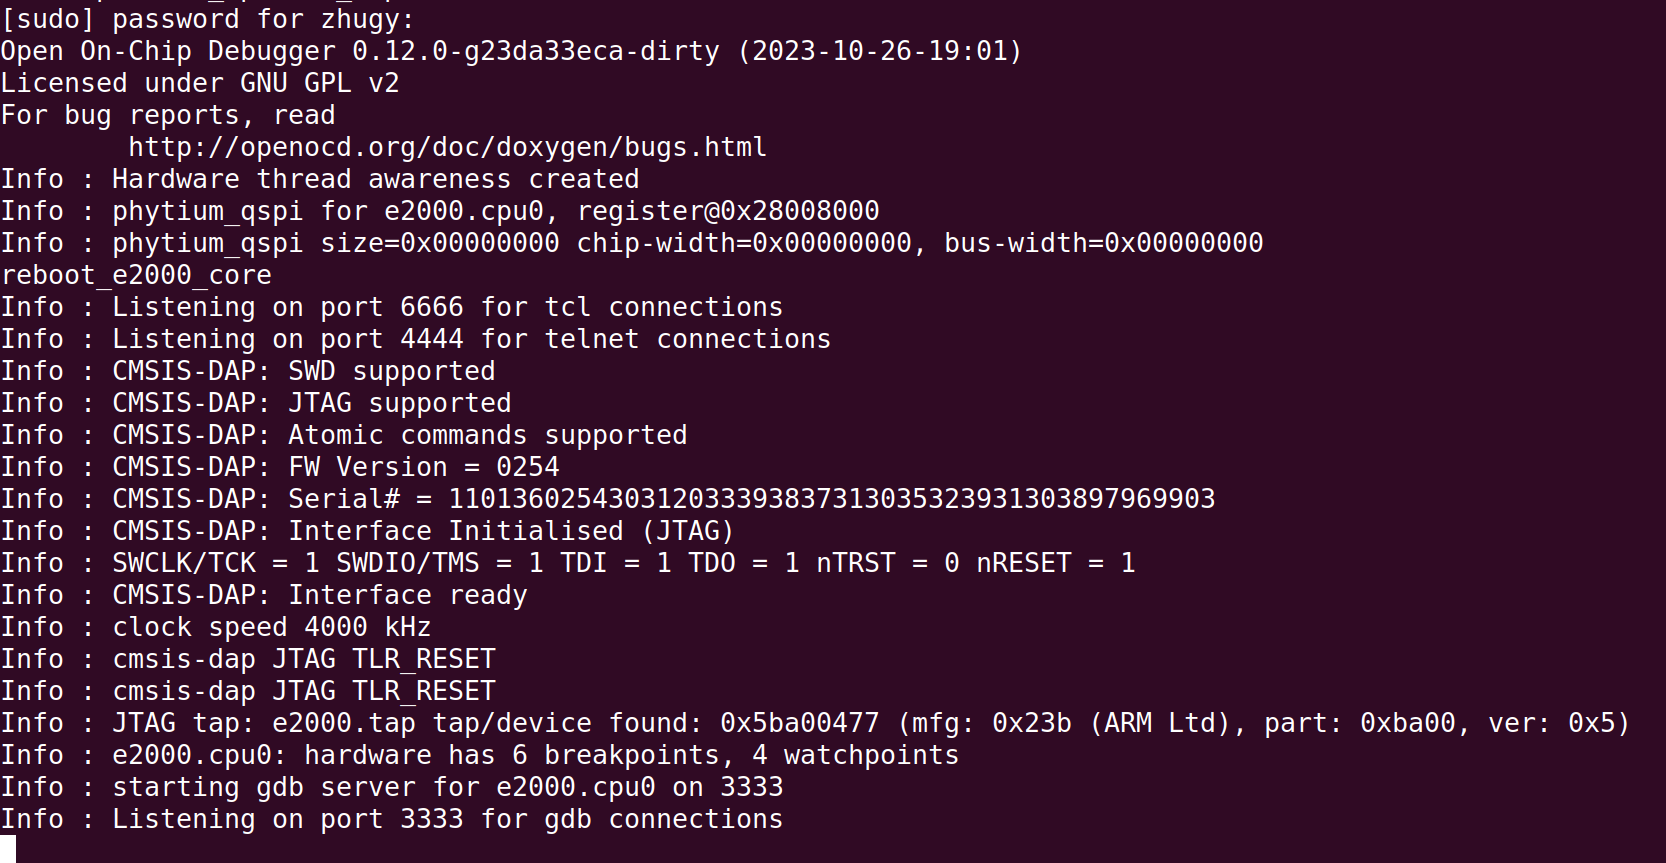 [sudo] password for zhugy:
Open On-Chip Debugger 0.12.0-g23da33eca-dirty (2023-10-26-19:01)
Licensed under GNU GPL v2
For bug reports, read
        http://openocd.org/doc/doxygen/bugs.html
Info : Hardware thread awareness created
Info : phytium_qspi for e2000.cpu0, register@0x28008000
Info : phytium_qspi size=0x00000000 chip-width=0x00000000, bus-width=0x00000000
reboot_e2000_core
Info : Listening on port 6666 for tcl connections
Info : Listening on port 4444 for telnet connections
Info : CMSIS-DAP: SWD supported
Info : CMSIS-DAP: JTAG supported
Info : CMSIS-DAP: Atomic commands supported
Info : CMSIS-DAP: FW Version = 0254
Info : CMSIS-DAP: Serial# = 110136025430312033393837313035323931303897969903
Info : CMSIS-DAP: Interface Initialised (JTAG)
Info : SWCLK/TCK = 1 SWDIO/TMS = 1 TDI = 1 TDO = 1 nTRST = 0 nRESET = 1
Info : CMSIS-DAP: Interface ready
Info : clock speed 4000 kHz
Info : cmsis-dap JTAG TLR_RESET
Info : cmsis-dap JTAG TLR_RESET
Info : JTAG tap: e2000.tap tap/device found: 0x5ba00477 (mfg: 0x23b (ARM Ltd), part: 0xba00, ver: 0x5)
Info : e2000.cpu0: hardware has 6 breakpoints, 4 watchpoints
Info : starting gdb server for e2000.cpu0 on 3333
Info : Listening on port 3333 for gdb connections